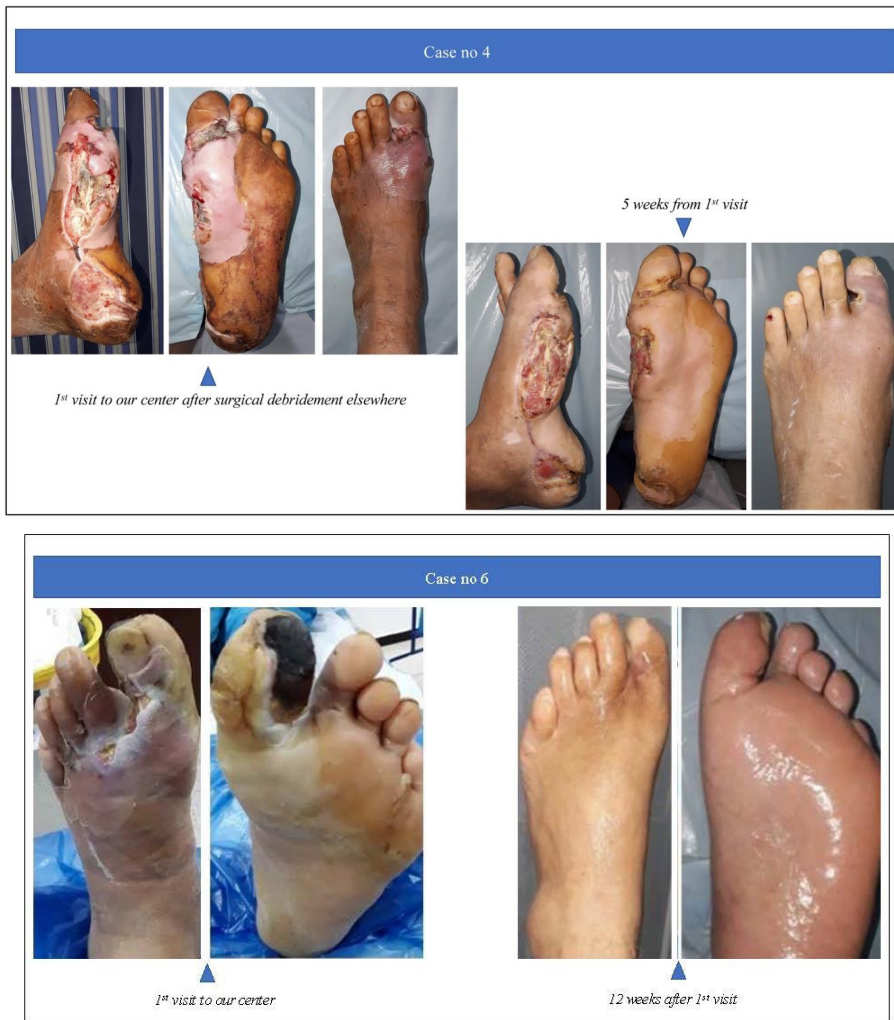 Case no 4
5 weeks from 1st visit
1st visit to our center after surgical debridement elsewhere
Case no 6
1st visit to our center
12 weeks after 1st visit